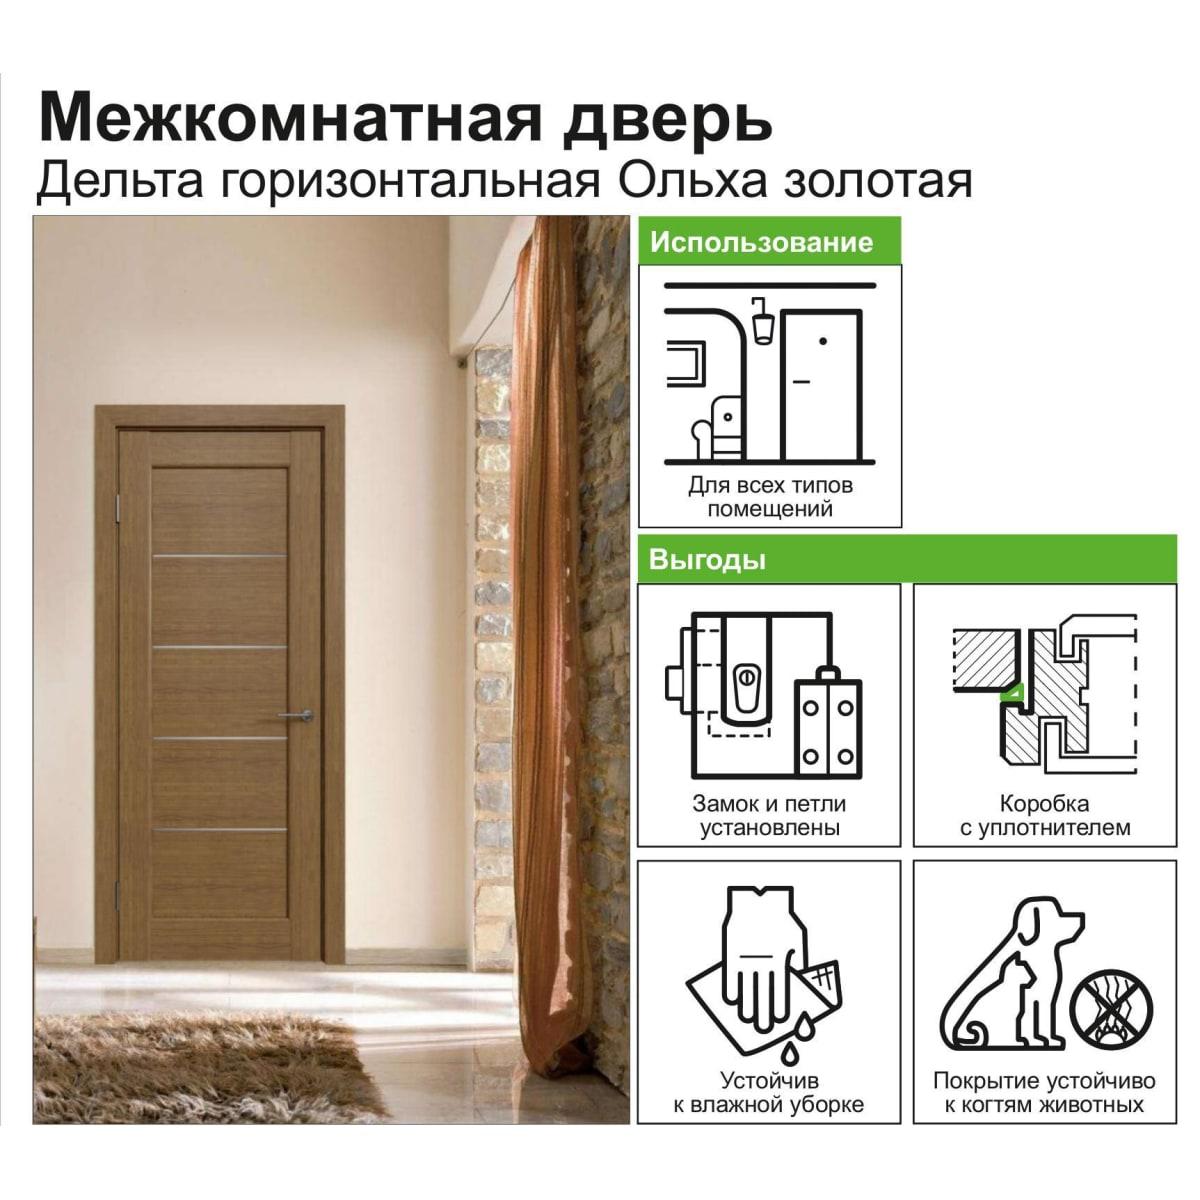 Межкомнатная дверь
Дельта горизонтальная Ольха золотая
Использование
Для всех типов
помещений
Выгоды
Замок и петли
установлены
Коробка
с уплотнителем
Устойчив
к влажной уборке
Покрытие устойчиво
к когтям животных